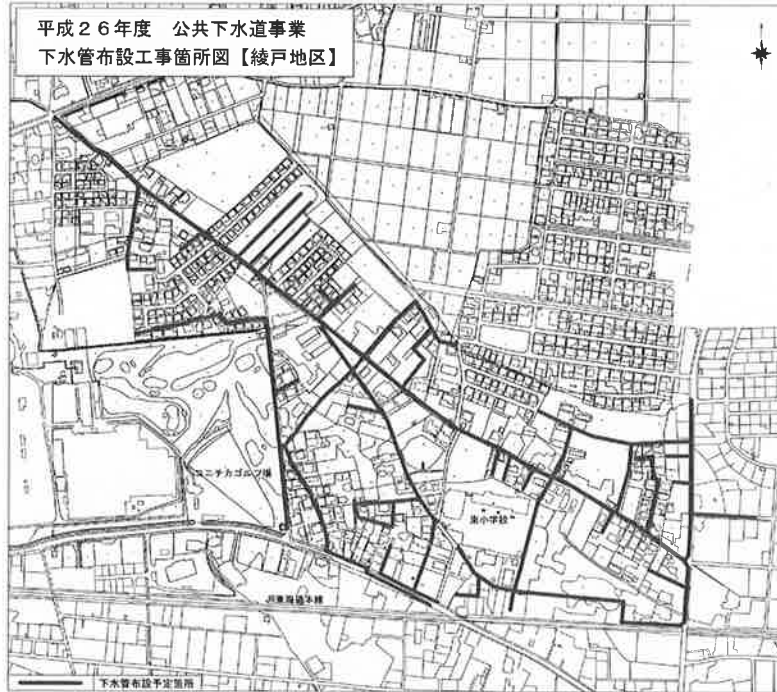 平成26年度 公共下水道事業
下水管布設工事箇所図【綾戸地区】
ユニチカゴルフ場
東小学校
JR東海道本線
下水管布設予定箇所